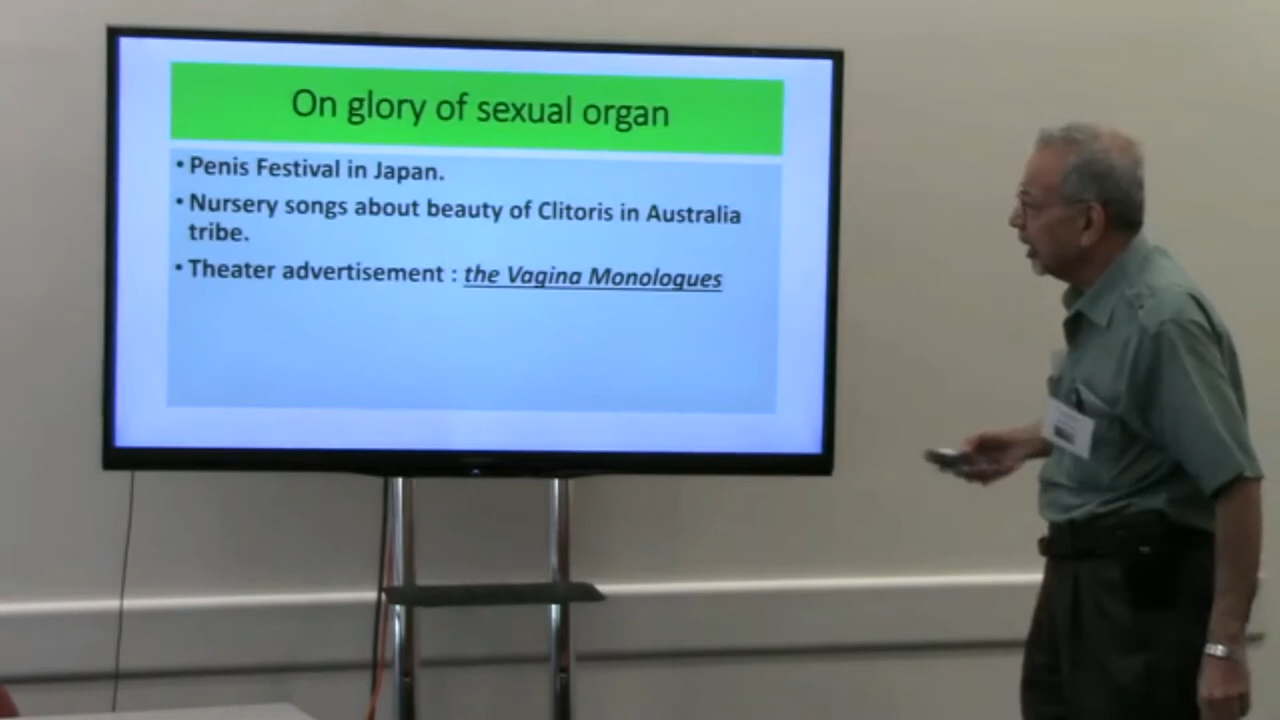 On glory of sexual organ
• Penis Festival in Japan.
• Nursery songs about beauty of Clitoris in Australia
tribe.
• Theater advertisement : the Vagina Monologues